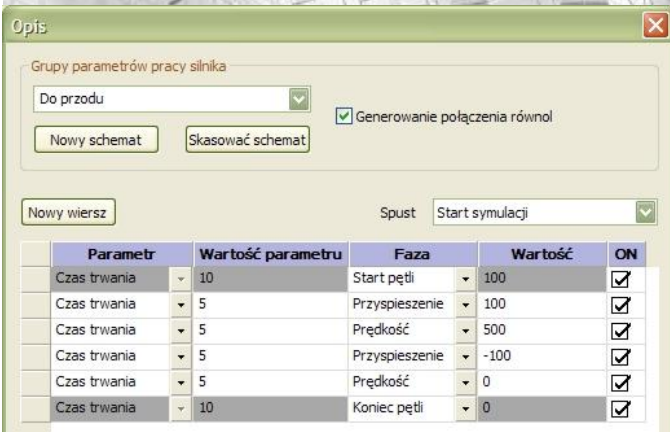 Opis
Grupy parametrów pracy silnika
Do przodu
Generowanie połączenia równol
Nowy schemat Skasować schemat
Nowy wiersz Spust Start symulacji
Parametr Wartość parametru Faza Wartość ON
Czas trwania 10 Start pętli 100
Czas trwania 5 Przyspieszenie 100
Czas trwania 5 Prędkość 500
Czas trwania 5 Przyspieszenie -100
Czas trwania 5 Prędkość 0
Czas trwania 10 Koniec pętli 0